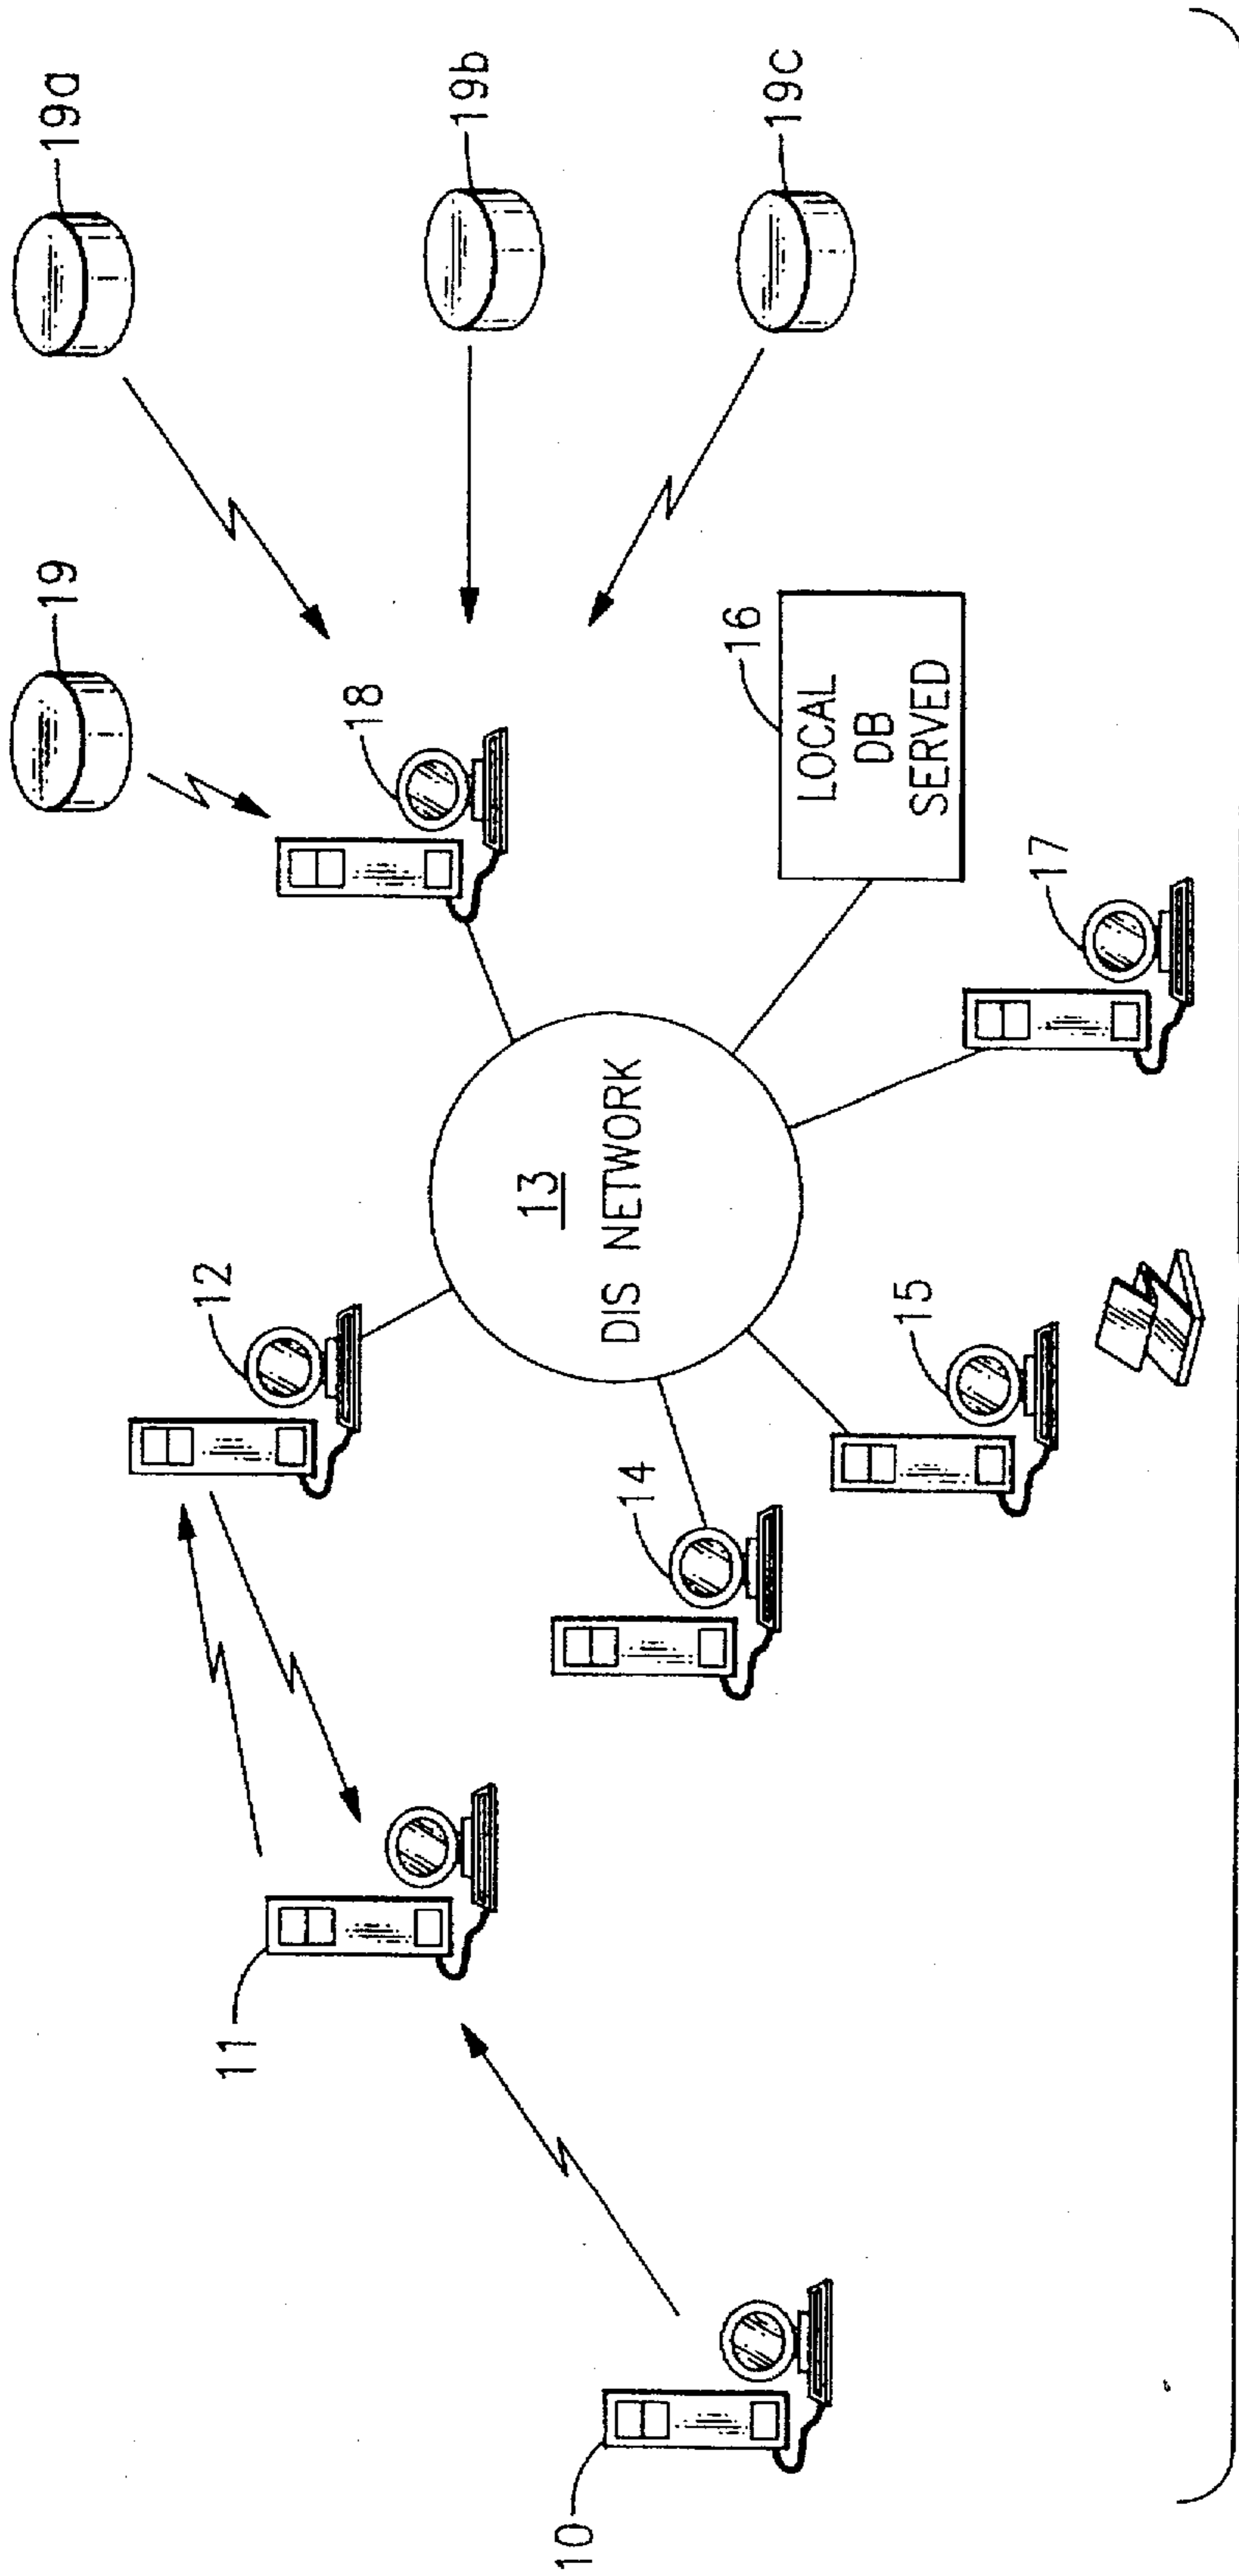 19
19a
19b
19c
18
12
16
LOCAL
DB
SERVED
13
DIS NETWORK
11
14
17
15
10